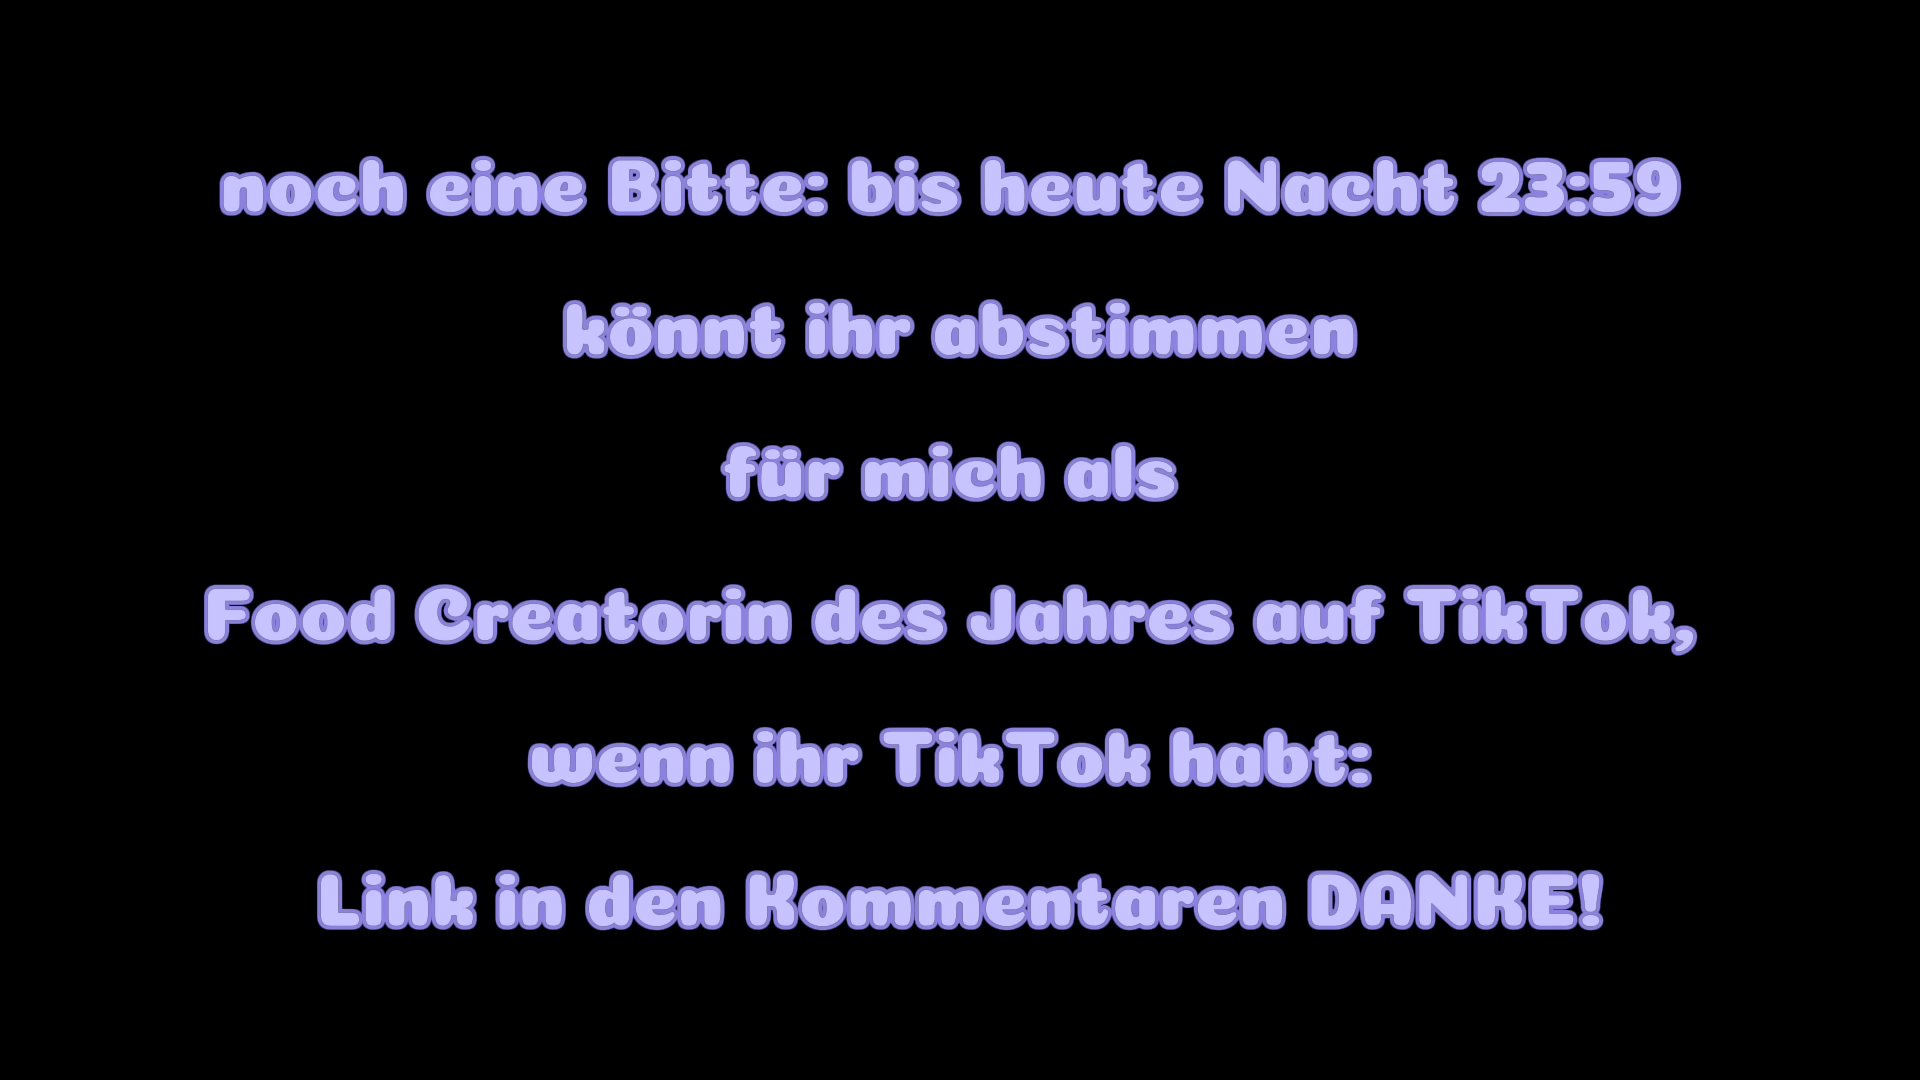 noch eine Bitte: bis heute Nacht 23:59
könnt ihr abstimmen
für mich als
Food Creatorin des Jahres auf TikTok,
wenn ihr TikTok habt:
Link in den Kommentaren DANKE!